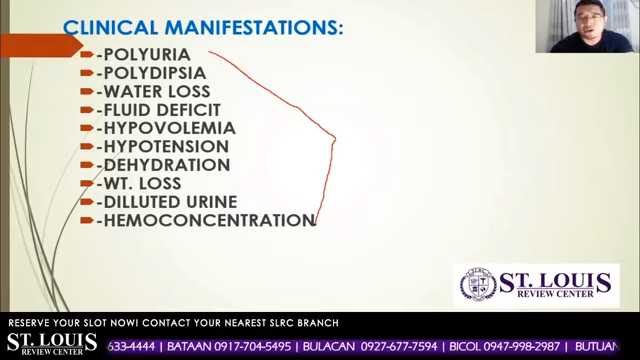 CLINICAL MANIFESTATIONS:
-POLYURIA
-POLYDIPSIA
-WATER LOSS
-FLUID DEFICIT
-HYPOVOLEMIA
-HYPOTENSION
-DEHYDRATION
-WT. LOSS
-DILLUTED URINE
-HEMOCONCENTRATION
ST. LOUIS
REVIEW CENTER
RESERVE YOUR SLOT NOW! CONTACT YOUR NEAREST SLRC BRANCH
ST. LOUIS
REVIEW CENTER
633-4444 | BATAAN 0917-704-5495 | BULACAN 0927-677-7594 | BICOL 0947-998-2987 | BUTUAN